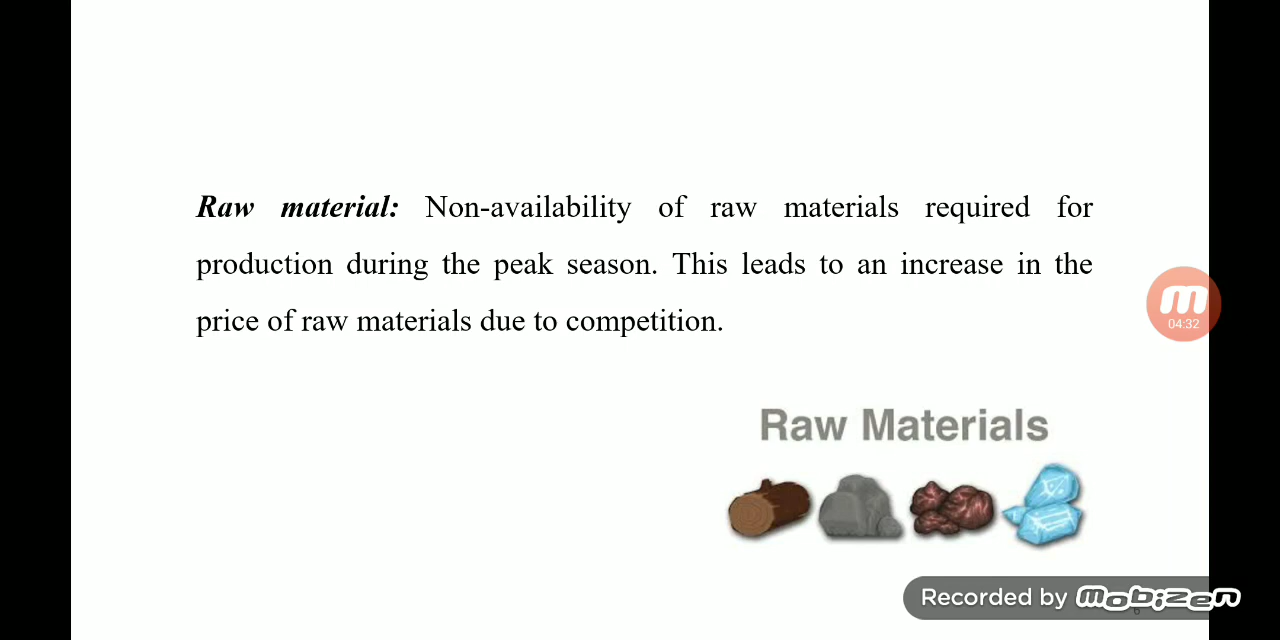 Raw material: Non-availability of raw materials required for
production during the peak season. This leads to an increase in the
price of raw materials due to competition.
04:32
Raw Materials
Recorded by mobizen
6